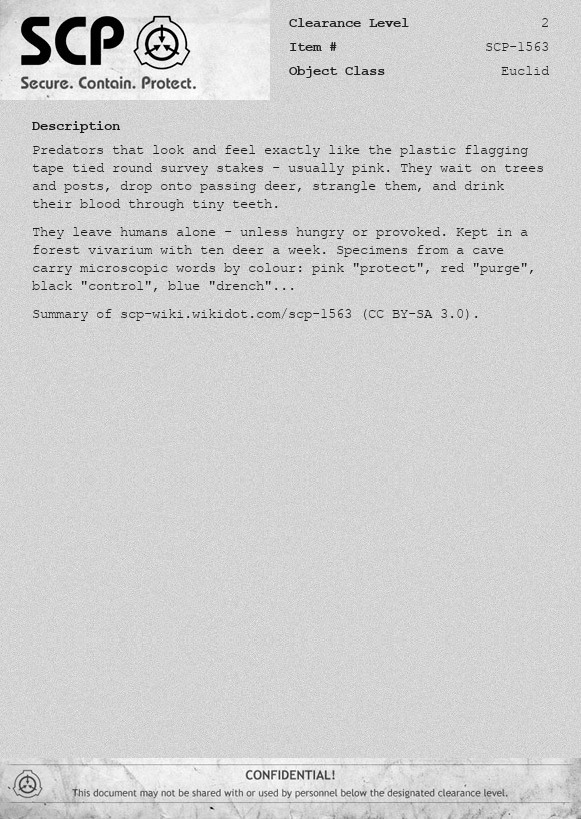 SCP
Secure. Contain. Protect.
Clearance Level 2
Item # SCP-1563
Object Class Euclid
Description
Predators that look and feel exactly like the plastic flagging
tape tied round survey stakes - usually pink. They wait on trees
and posts, drop onto passing deer, strangle them, and drink
their blood through tiny teeth.
They leave humans alone - unless hungry or provoked. Kept in a
forest vivarium with ten deer a week. Specimens from a cave
carry microscopic words by colour: pink "protect", red "purge",
black "control", blue "drench"...
Summary of scp-wiki.wikidot.com/scp-1563 (CC BY-SA 3.0).
CONFIDENTIAL!
This document may not be shared with or used by personnel below the designated clearance level.